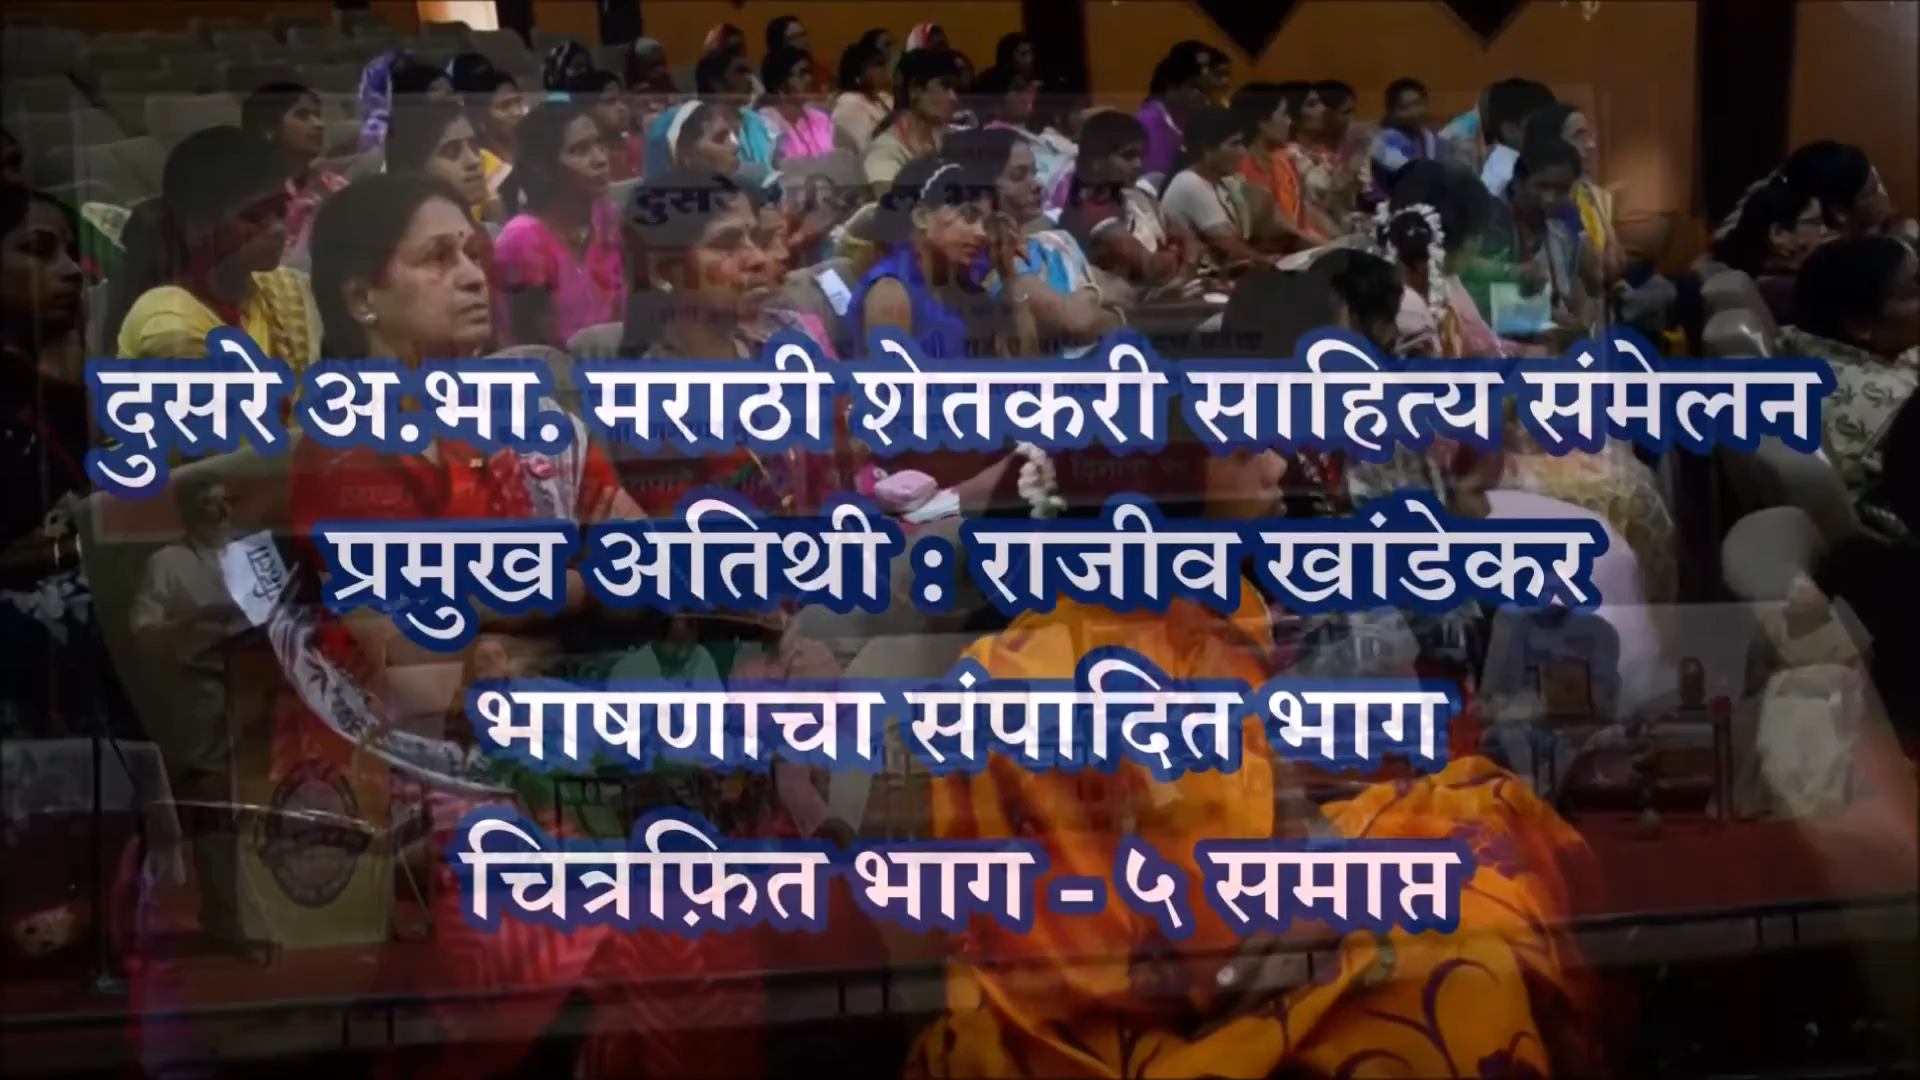 दुसरे अ.भा. मराठी शेतकरी साहित्य संमेलन
प्रमुख अतिथी : राजीव खांडेकर
भाषणाचा संपादित भाग
चित्रफ़ित भाग - ५ समाप्त